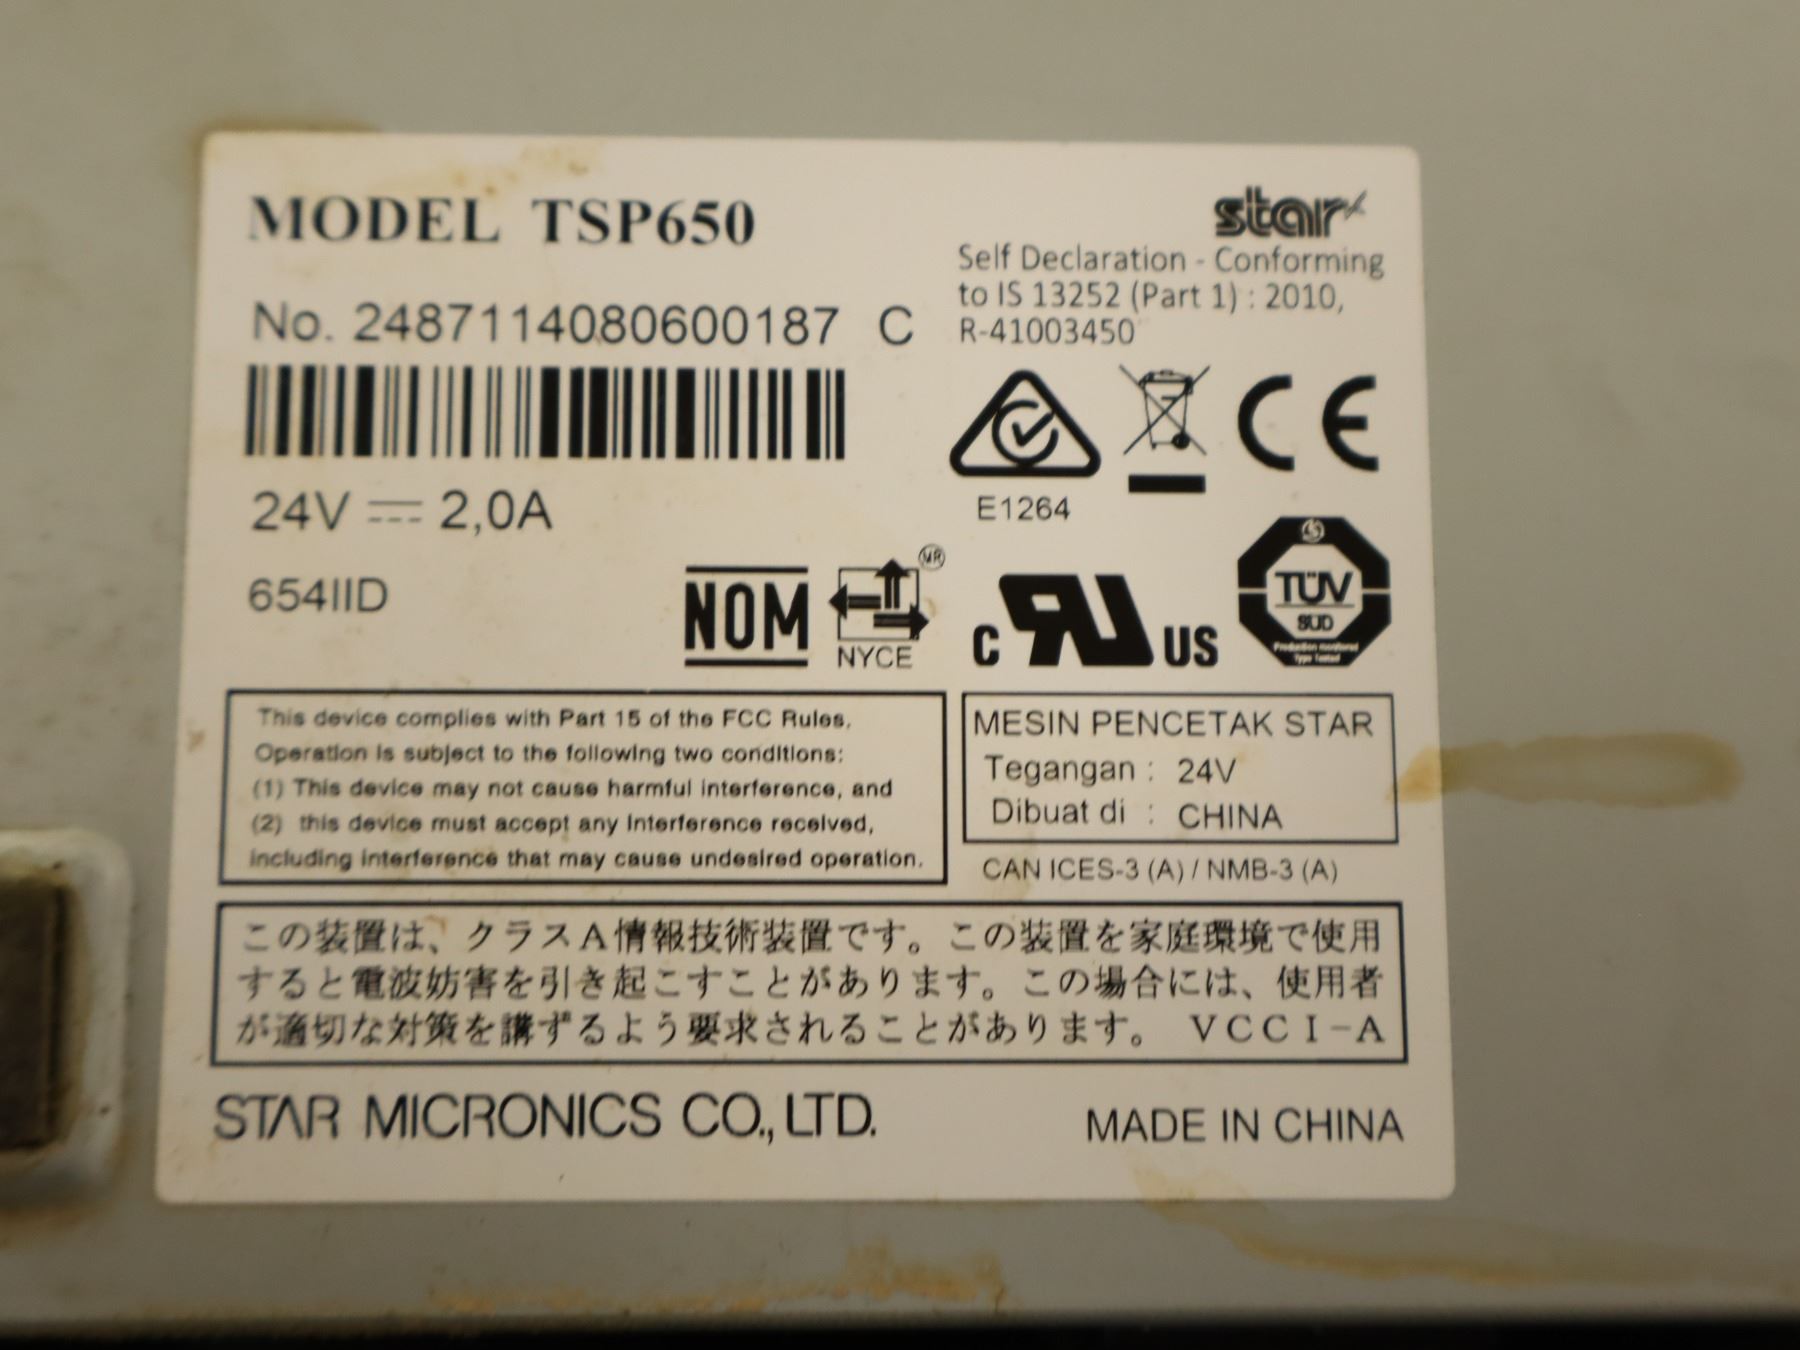 MODEL TSP650
star
Self Declaration - Conforming
to IS 13252 (Part 1) : 2010,
R-41003450
No. 2487114080600187 C
E1264
CE
24V 2,0A
654IID
NOM
MR
NYCE
C RU US
TÜV
SÜD
Production monitored
Type Tested
This device complies with Part 15 of the FCC Rules.
Operation is subject to the following two conditions:
(1) This device may not cause harmful interference, and
(2) this device must accept any interference received,
including interference that may cause undesired operation.
MESIN PENCETAK STAR
Tegangan : 24V
Dibuat di : CHINA
CAN ICES-3 (A) / NMB-3 (A)
この装置は、クラスA情報技術装置です。この装置を家庭環境で使用
すると電波妨害を引き起こすことがあります。この場合には、使用者
が適切な対策を講ずるよう要求されることがあります。 VCCI-A
STAR MICRONICS CO., LTD.
MADE IN CHINA